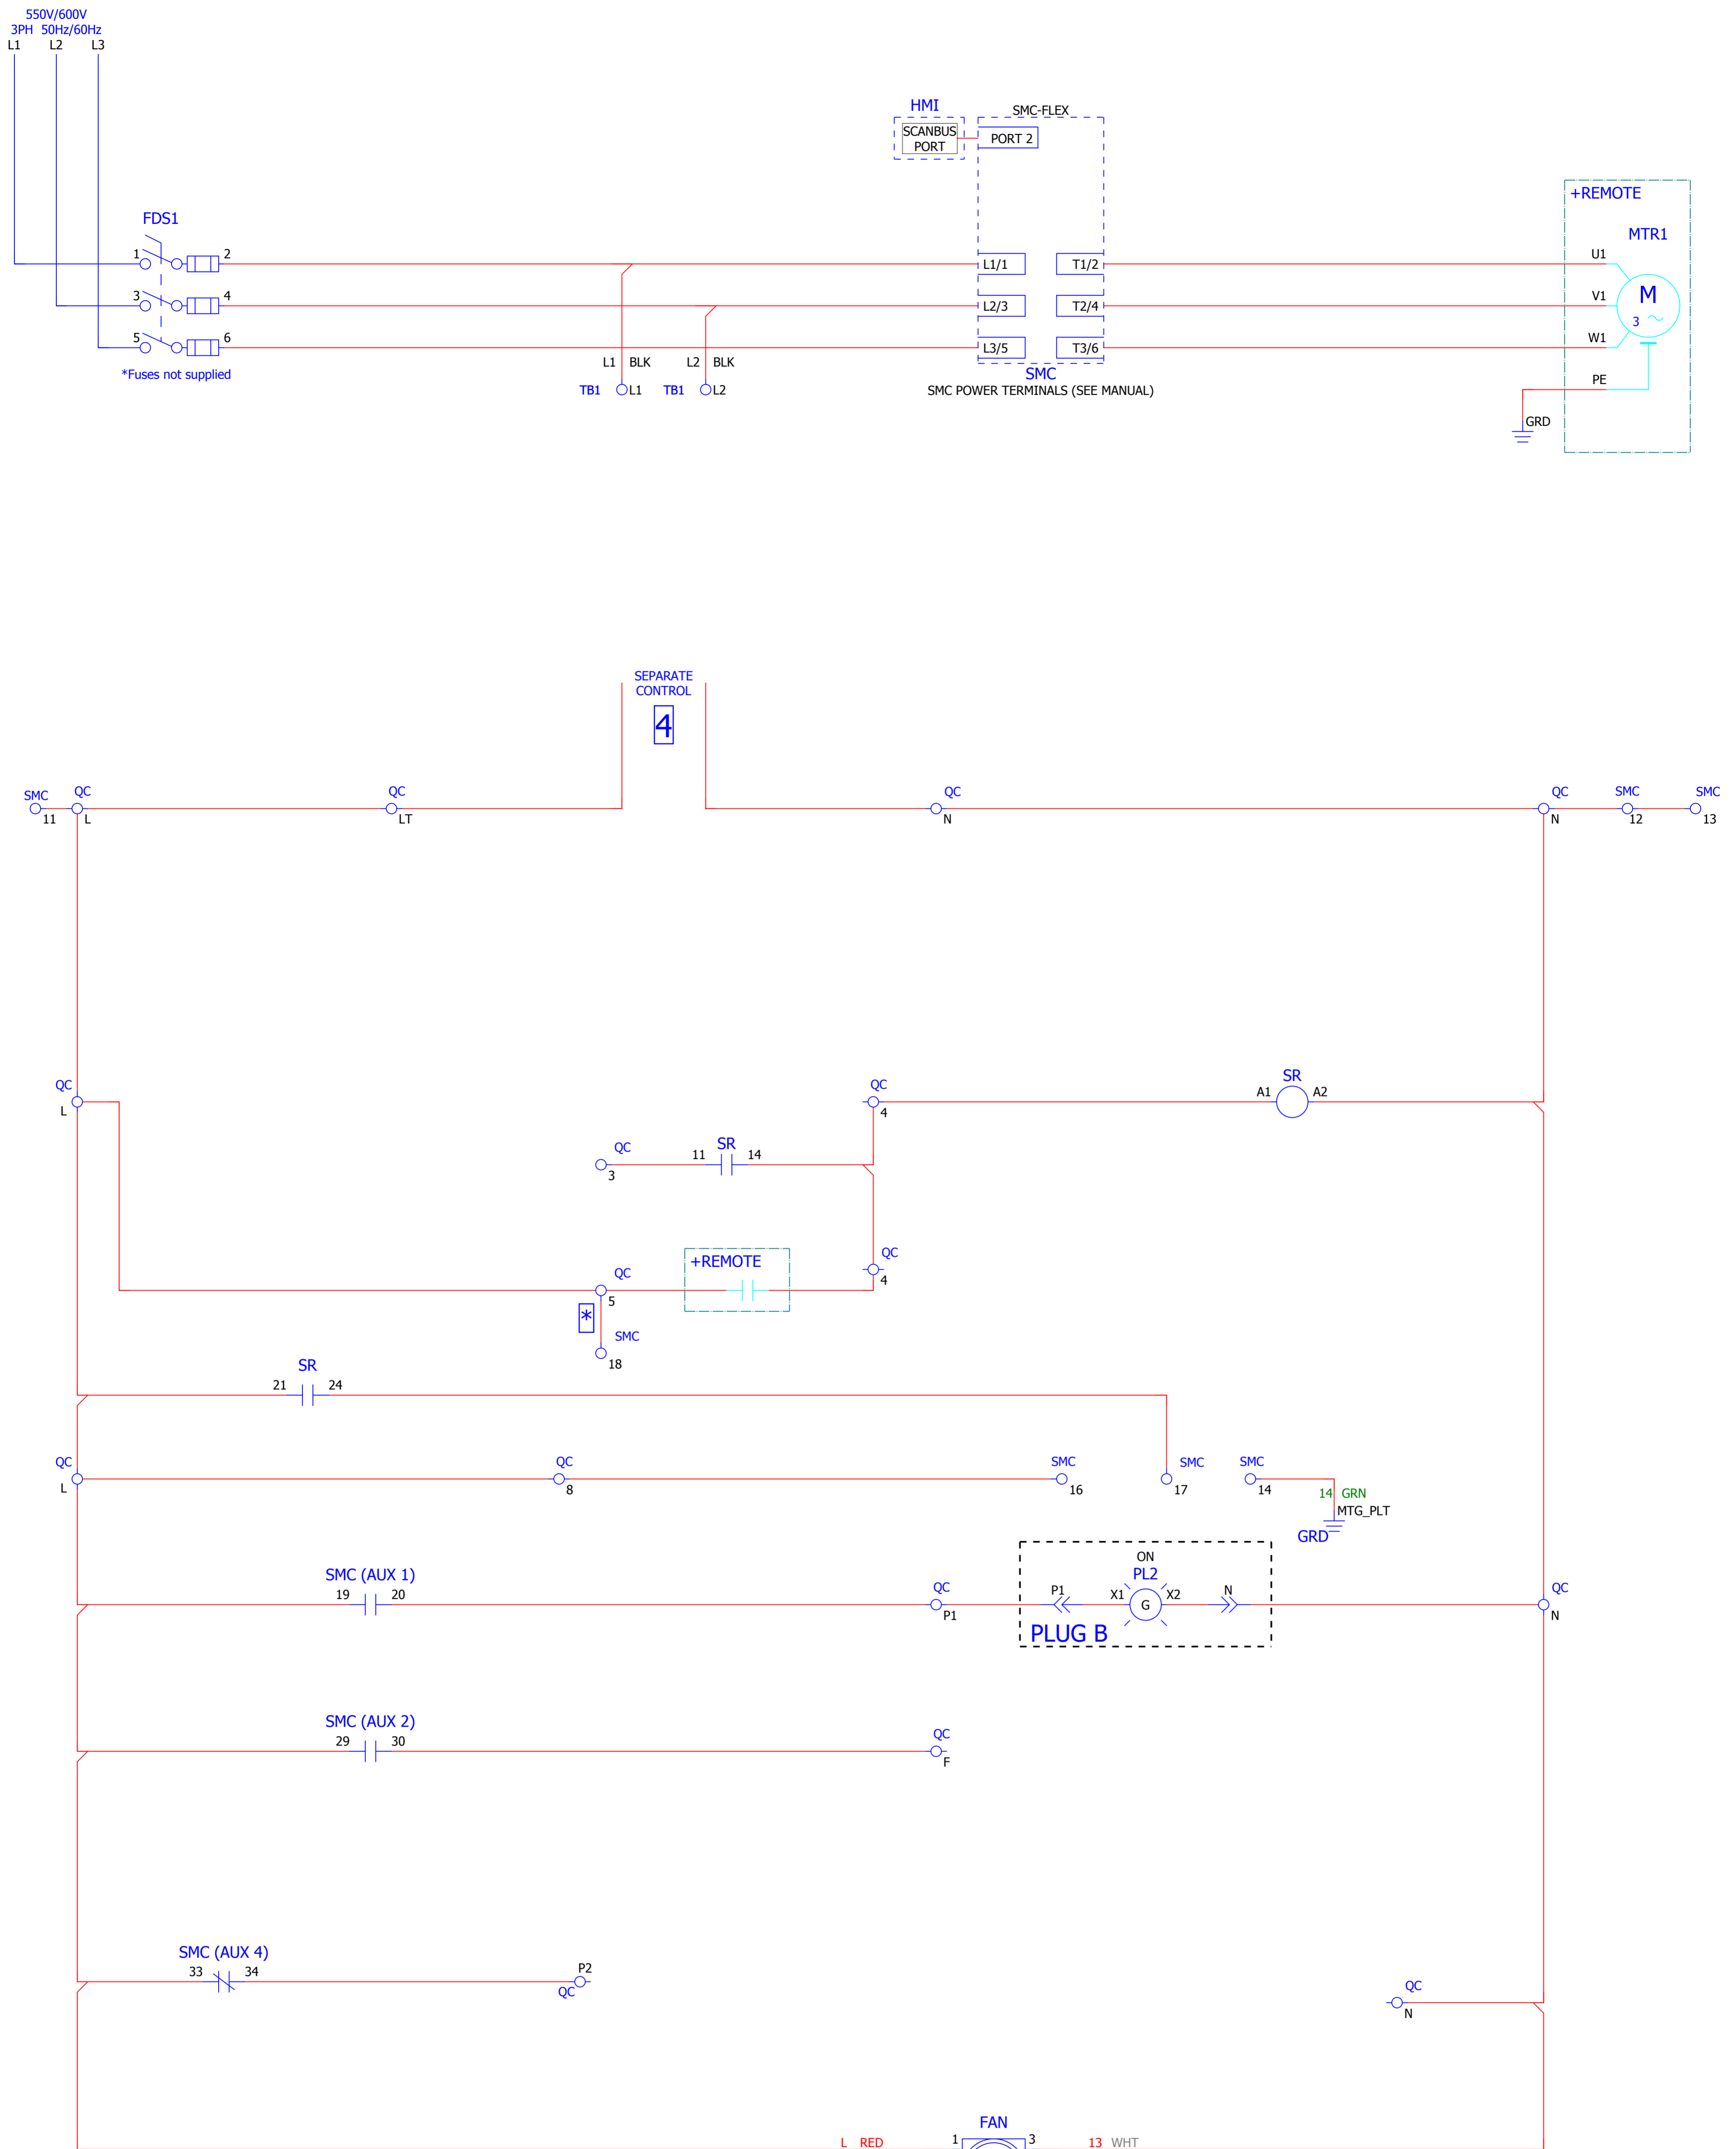 550V/600V
3PH 50Hz/60Hz
L1 L2 L3
HMI
SCANBUS
PORT
SMC-FLEX
PORT 2
+REMOTE
MTR1
FDS1
1 2
L1/1 T1/2
U1
3 4
L2/3 T2/4
V1
M
3
5 6
L3/5 T3/6
W1
*Fuses not supplied
L1 BLK
L2 BLK
TB1 L1
TB1 L2
SMC
SMC POWER TERMINALS (SEE MANUAL)
PE
GRD
SEPARATE
CONTROL
4
SMC
11
QC
L
QC
LT
QC
N
QC
N
SMC
12
SMC
13
QC
L
QC
4
SR
A1 A2
QC
3
SR
11 14
+REMOTE
QC
4
QC
5
*
SMC
18
SR
21 24
QC
L
QC
8
SMC
16
SMC
17
SMC
14
14 GRN
MTG_PLT
GRD
SMC (AUX 1)
19 20
QC
P1
ON
PL2
P1 X1 G X2 N
PLUG B
QC
N
SMC (AUX 2)
29 30
QC
F
SMC (AUX 4)
33 34
P2
QC
QC
N
FAN
L RED 1 3 13 WHT